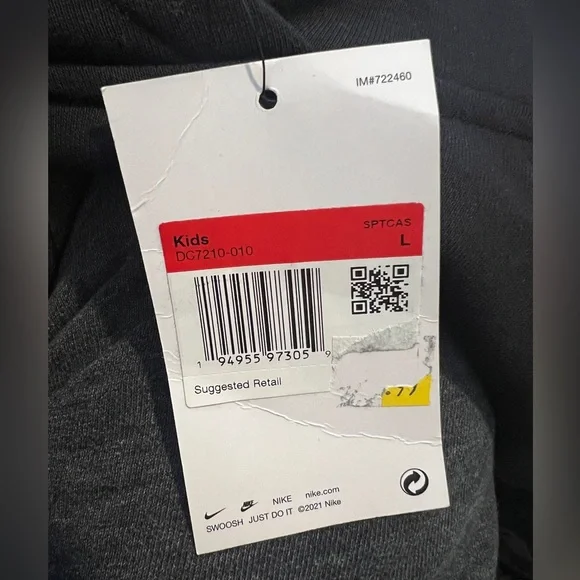 IM#722460
Kids SPTCAS
DC7210-010 L
1 94955 97305 9
Suggested Retail
.99
NIKE nike.com
SWOOSH JUST DO IT ©2021 Nike